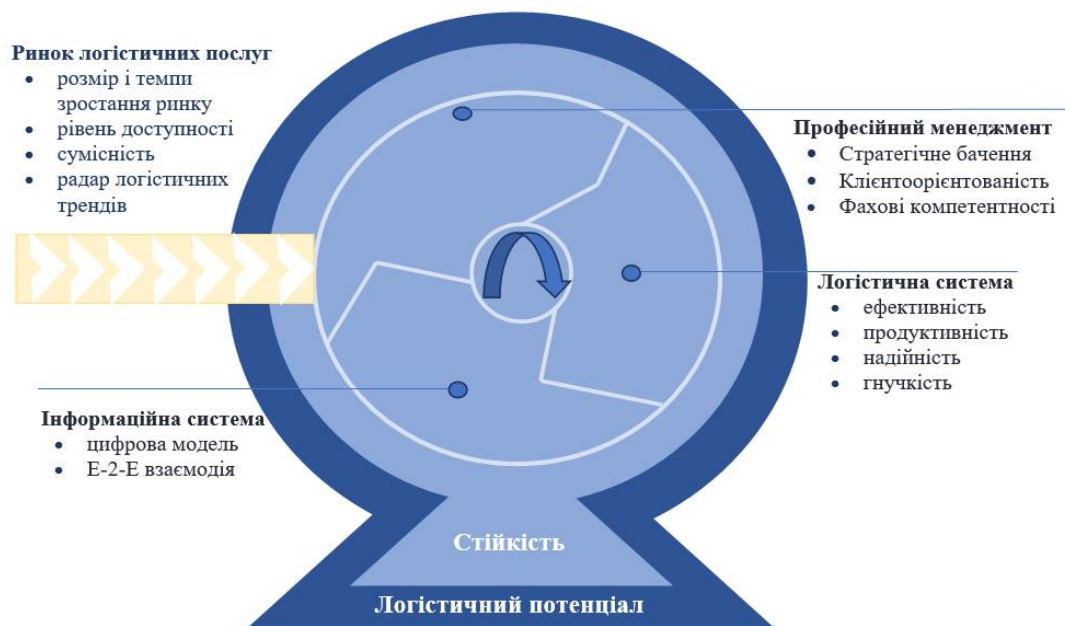 Ринок логістичних послуг
• розмір і темпи
зростання ринку
• рівень доступності
• сумісність
• радар логістичних
трендів
Професійний менеджмент
• Стратегічне бачення
• Клієнтоорієнтованість
• Фахові компетентності
Логістична система
• ефективність
• продуктивність
• надійність
• гнучкість
Інформаційна система
• цифрова модель
• Е-2-Е взаємодія
Стійкість
Логістичний потенціал